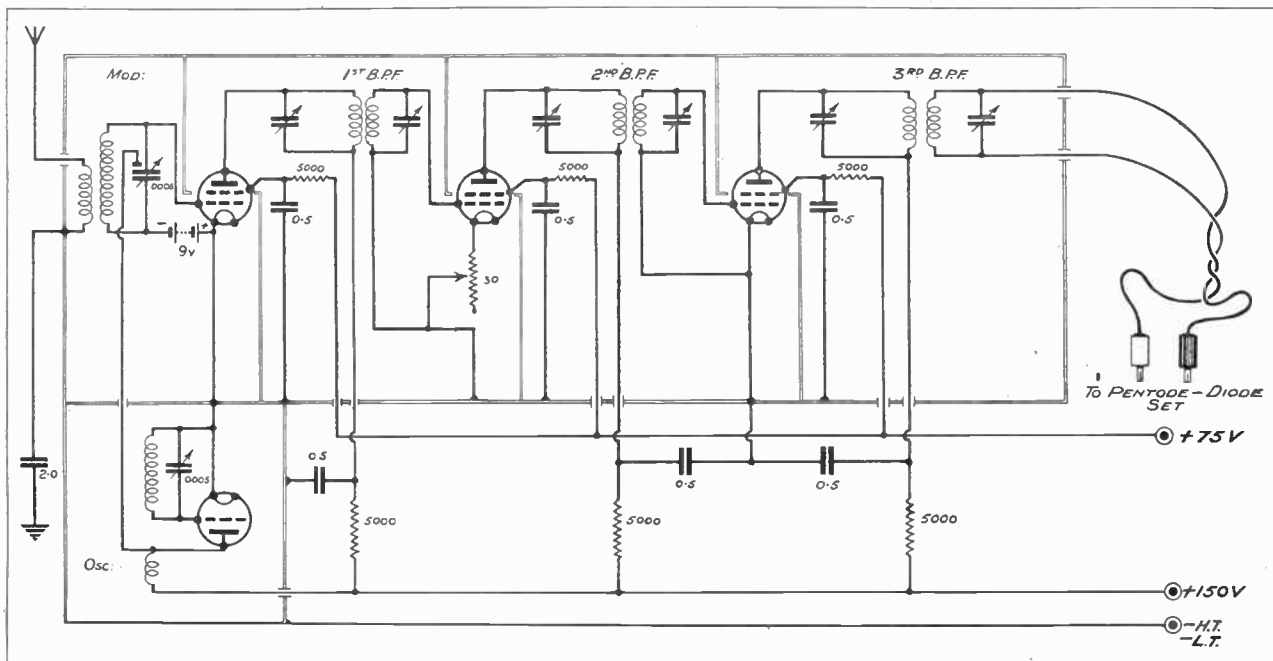 MOD:
1ST B.P.F.
2ND B.P.F.
3RD B.P.F.
.0005
5000
5000
5000
0.5
0.5
0.5
- +
9V
30
TO PENTODE-DIODE
SET
+75V
2.0
.0005
0.5
0.5
0.5
5000
5000
5000
OSC:
+150V
-H.T.
-L.T.